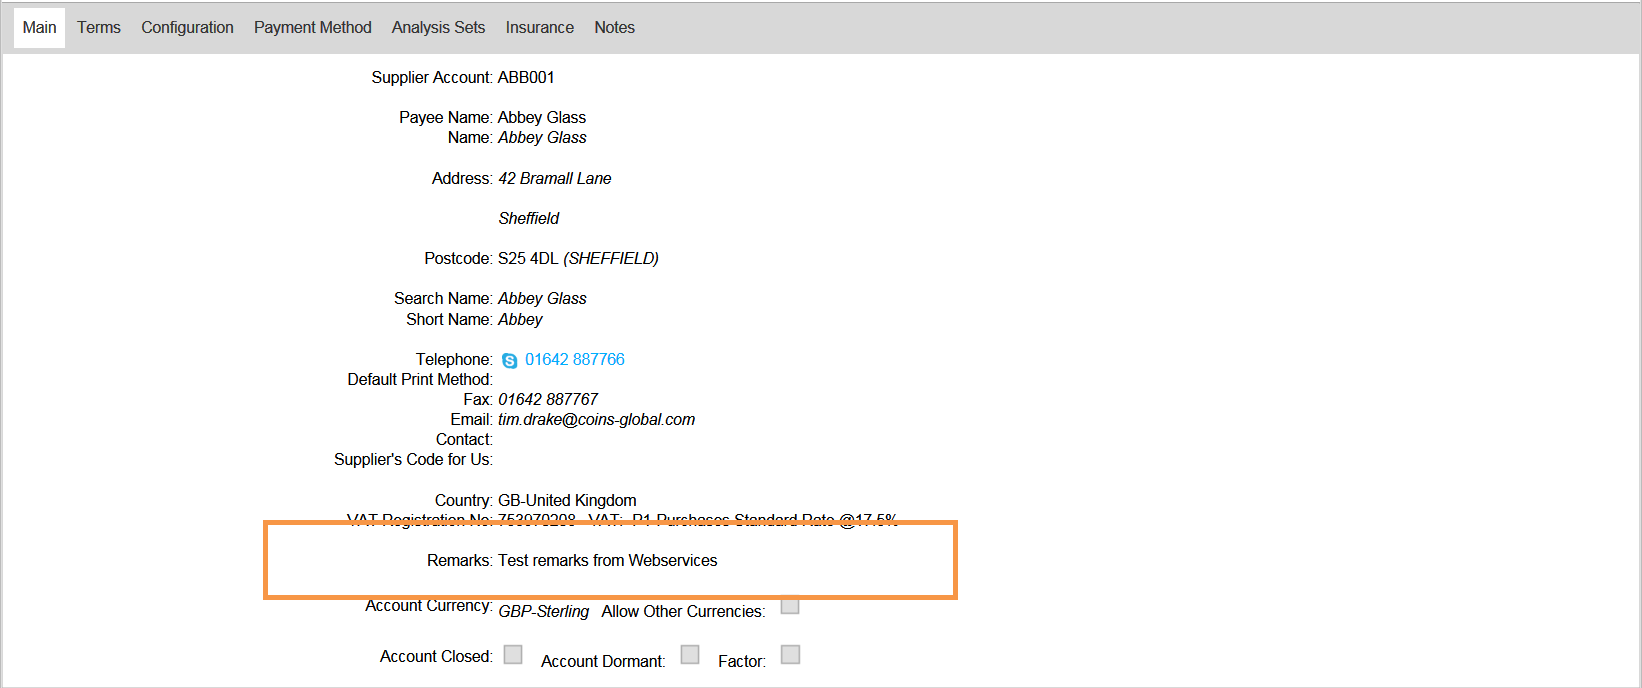 Main Terms Configuration Payment Method Analysis Sets Insurance Notes
Supplier Account: ABB001
Payee Name: Abbey Glass
Name: Abbey Glass
Address: 42 Bramall Lane
Sheffield
Postcode: S25 4DL (SHEFFIELD)
Search Name: Abbey Glass
Short Name: Abbey
Telephone: 01642 887766
Default Print Method:
Fax: 01642 887767
Email: tim.drake@coins-global.com
Contact:
Supplier's Code for Us:
Country: GB-United Kingdom
VAT Registration No: VAT: P1 Purchases Standard Rate @17.5%
Remarks: Test remarks from Webservices
Account Currency: GBP-Sterling Allow Other Currencies:
Account Closed: Account Dormant: Factor: